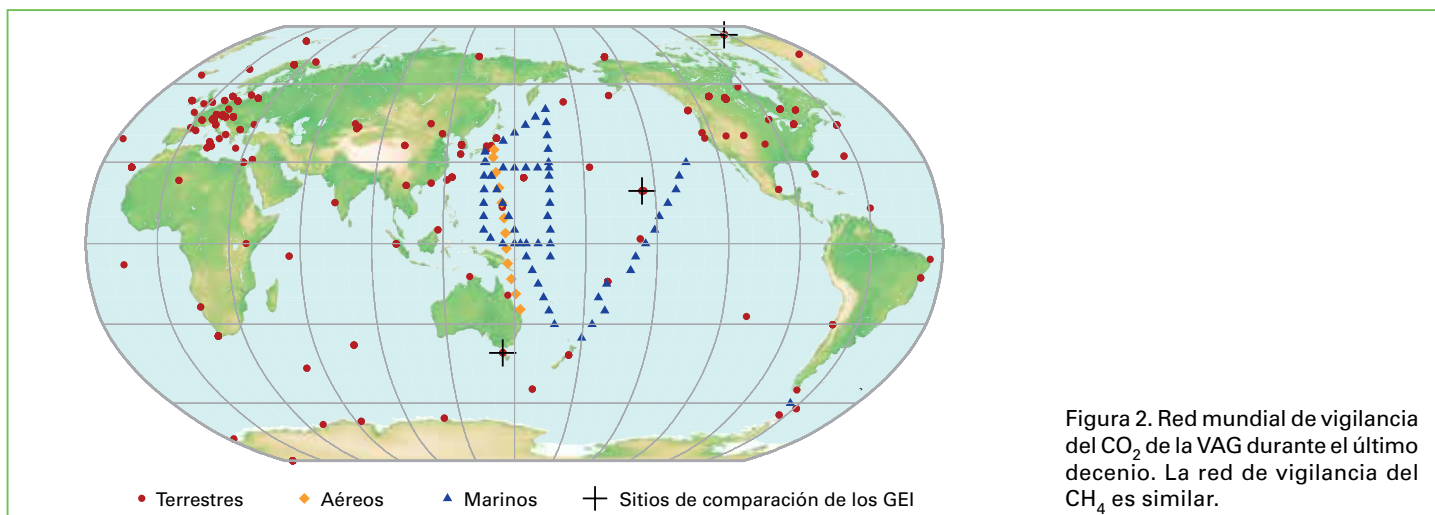 Terrestres Aéreos Marinos Sitios de comparación de los GEI
Figura 2. Red mundial de vigilancia
del CO₂ de la VAG durante el último
decenio. La red de vigilancia del
CH₄ es similar.